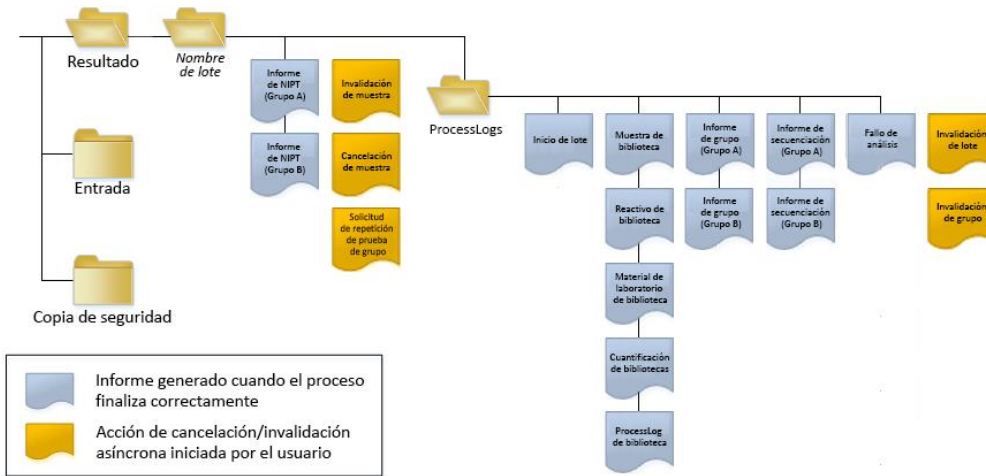 Resultado
Nombre
de lote
Entrada
Copia de seguridad
Informe
de NIPT
(Grupo A)
Informe
de NIPT
(Grupo B)
Invalidación
de muestra
Cancelación
de muestra
Solicitud
de repetición
de prueba
de grupo
ProcessLogs
Inicio de lote
Muestra de
biblioteca
Reactivo de
biblioteca
Material de
laboratorio
de biblioteca
Cuantificación
de bibliotecas
ProcessLog
de biblioteca
Informe de
grupo
(Grupo A)
Informe
de grupo
(Grupo B)
Informe de
secuenciación
(Grupo A)
Informe de
secuenciación
(Grupo B)
Fallo de
análisis
Invalidación
de lote
Invalidación
de grupo
Informe generado cuando el proceso
finaliza correctamente
Acción de cancelación/invalidación
asíncrona iniciada por el usuario